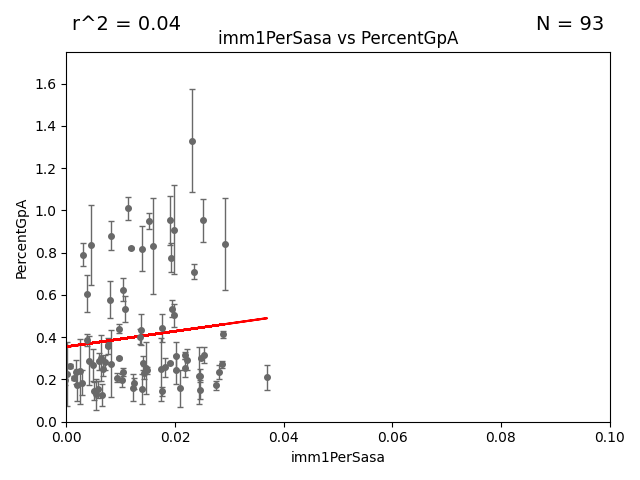 r^2 = 0.04
N = 93
imm1PerSasa vs PercentGpA
PercentGpA
1.6
1.4
1.2
1.0
0.8
0.6
0.4
0.2
0.0
0.00 0.02 0.04 0.06 0.08 0.10
imm1PerSasa